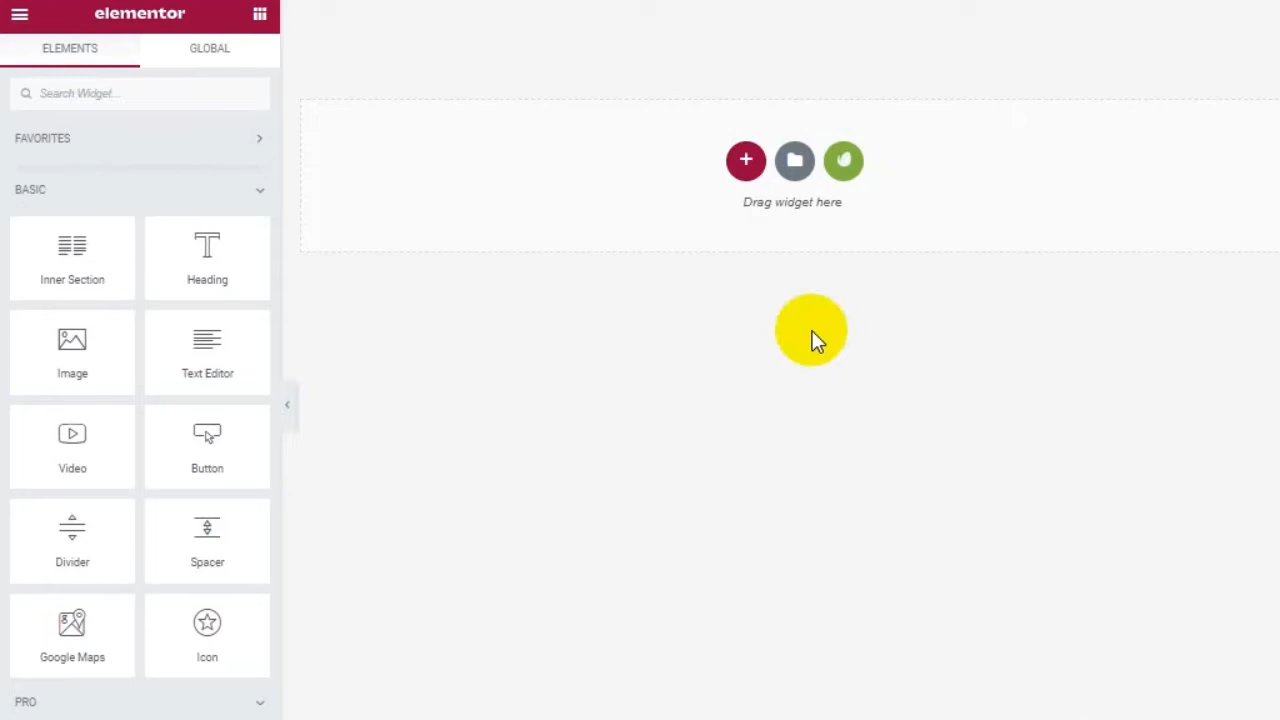 elementor
ELEMENTS GLOBAL
Search Widget...
FAVORITES
BASIC
Inner Section Heading
Image Text Editor
Video Button
Divider Spacer
Google Maps Icon
PRO
Drag widget here